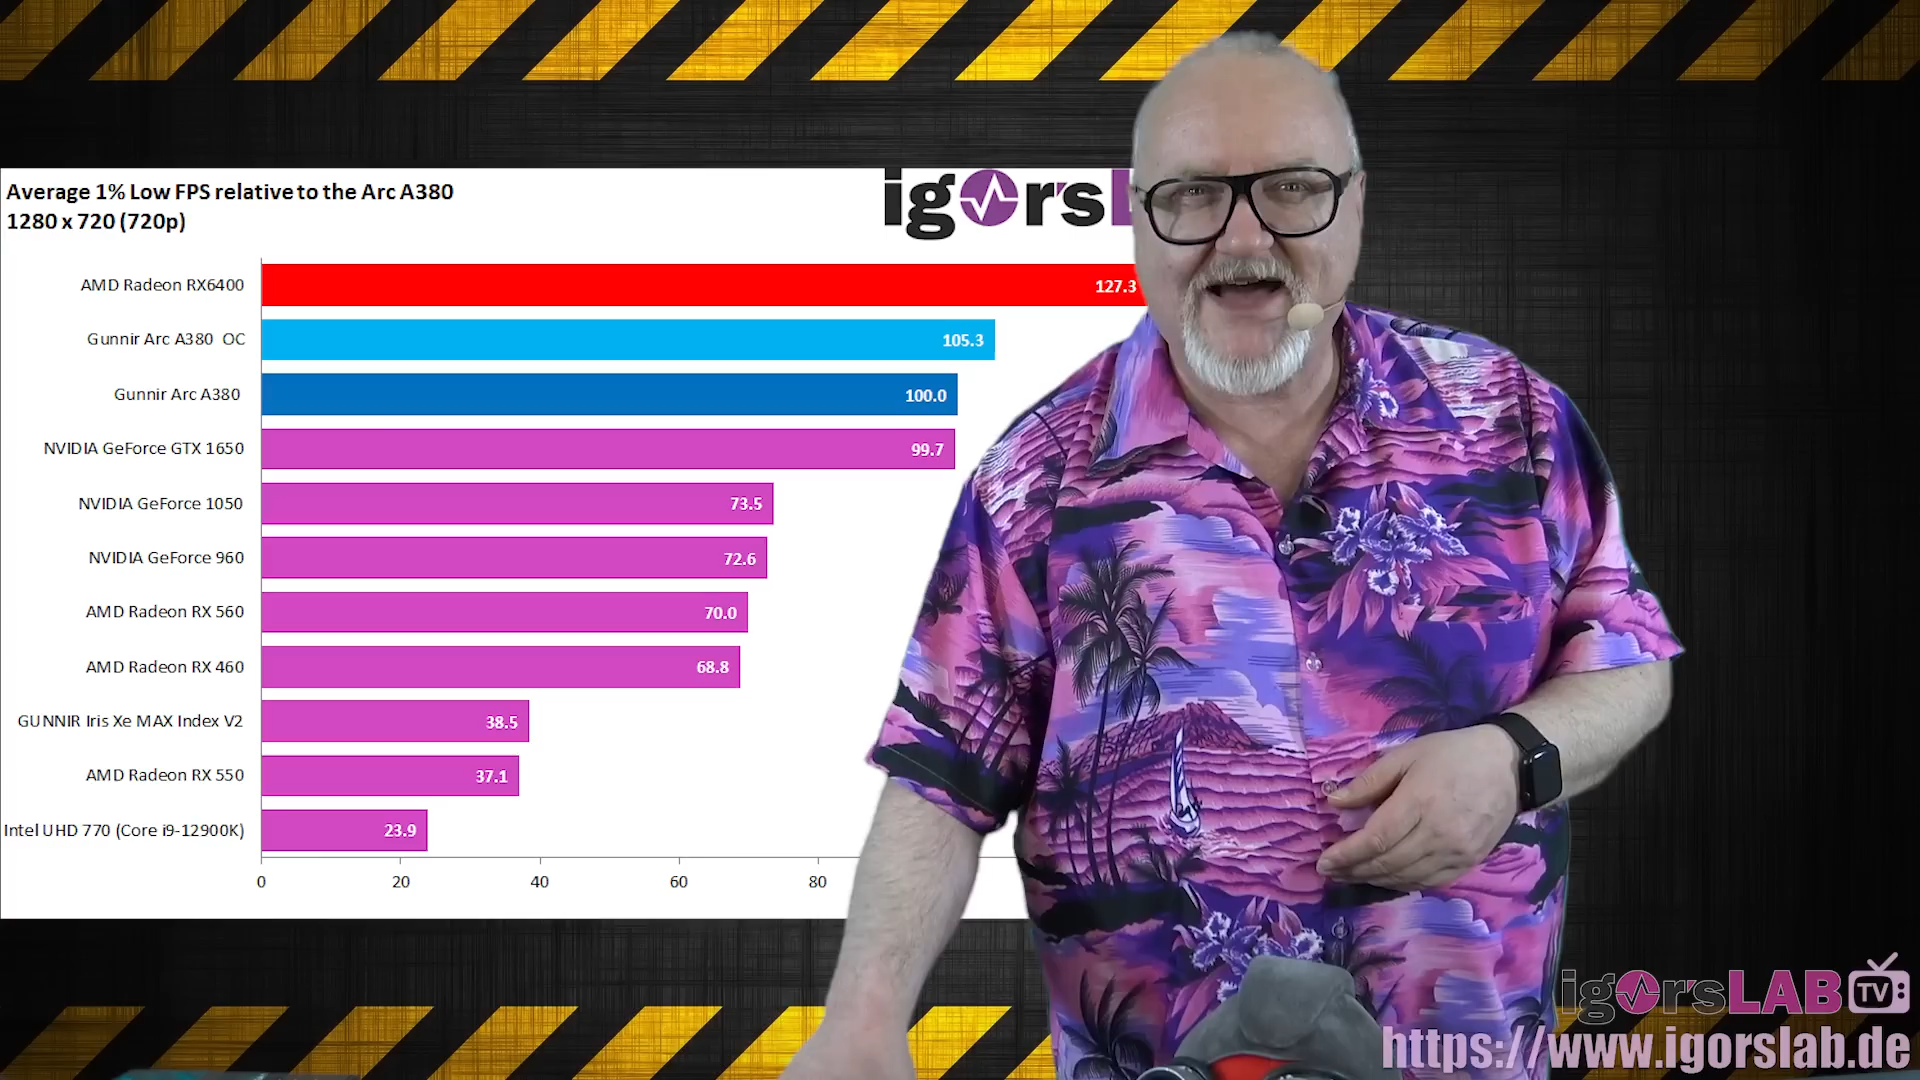 Average 1% Low FPS relative to the Arc A380
1280 x 720 (720p)
igorsL
AMD Radeon RX6400
127.3
Gunnir Arc A380 OC
105.3
Gunnir Arc A380
100.0
NVIDIA GeForce GTX 1650
99.7
NVIDIA GeForce 1050
73.5
NVIDIA GeForce 960
72.6
AMD Radeon RX 560
70.0
AMD Radeon RX 460
68.8
GUNNIR Iris Xe MAX Index V2
38.5
AMD Radeon RX 550
37.1
Intel UHD 770 (Core i9-12900K)
23.9
0 20 40 60 80
igorsLAB TV
https://www.igorslab.de